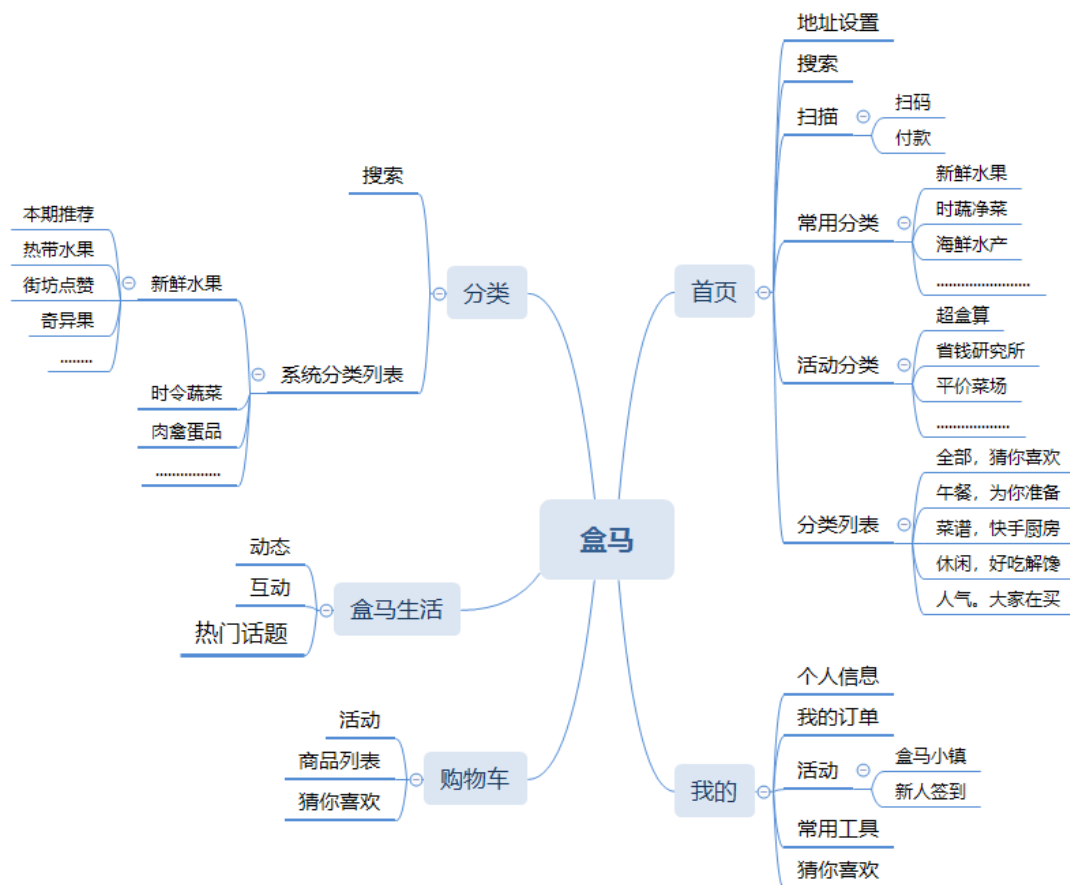 盒马
首页
地址设置
搜索
扫描
扫码
付款
常用分类
新鲜水果
时蔬净菜
海鲜水产
.......................
活动分类
超盒算
省钱研究所
平价菜场
..................
分类列表
全部，猜你喜欢
午餐，为你准备
菜谱，快手厨房
休闲，好吃解馋
人气。大家在买
我的
个人信息
我的订单
活动
盒马小镇
新人签到
常用工具
猜你喜欢
分类
搜索
系统分类列表
新鲜水果
本期推荐
热带水果
街坊点赞
奇异果
........
时令蔬菜
肉禽蛋品
................
盒马生活
动态
互动
热门话题
购物车
活动
商品列表
猜你喜欢